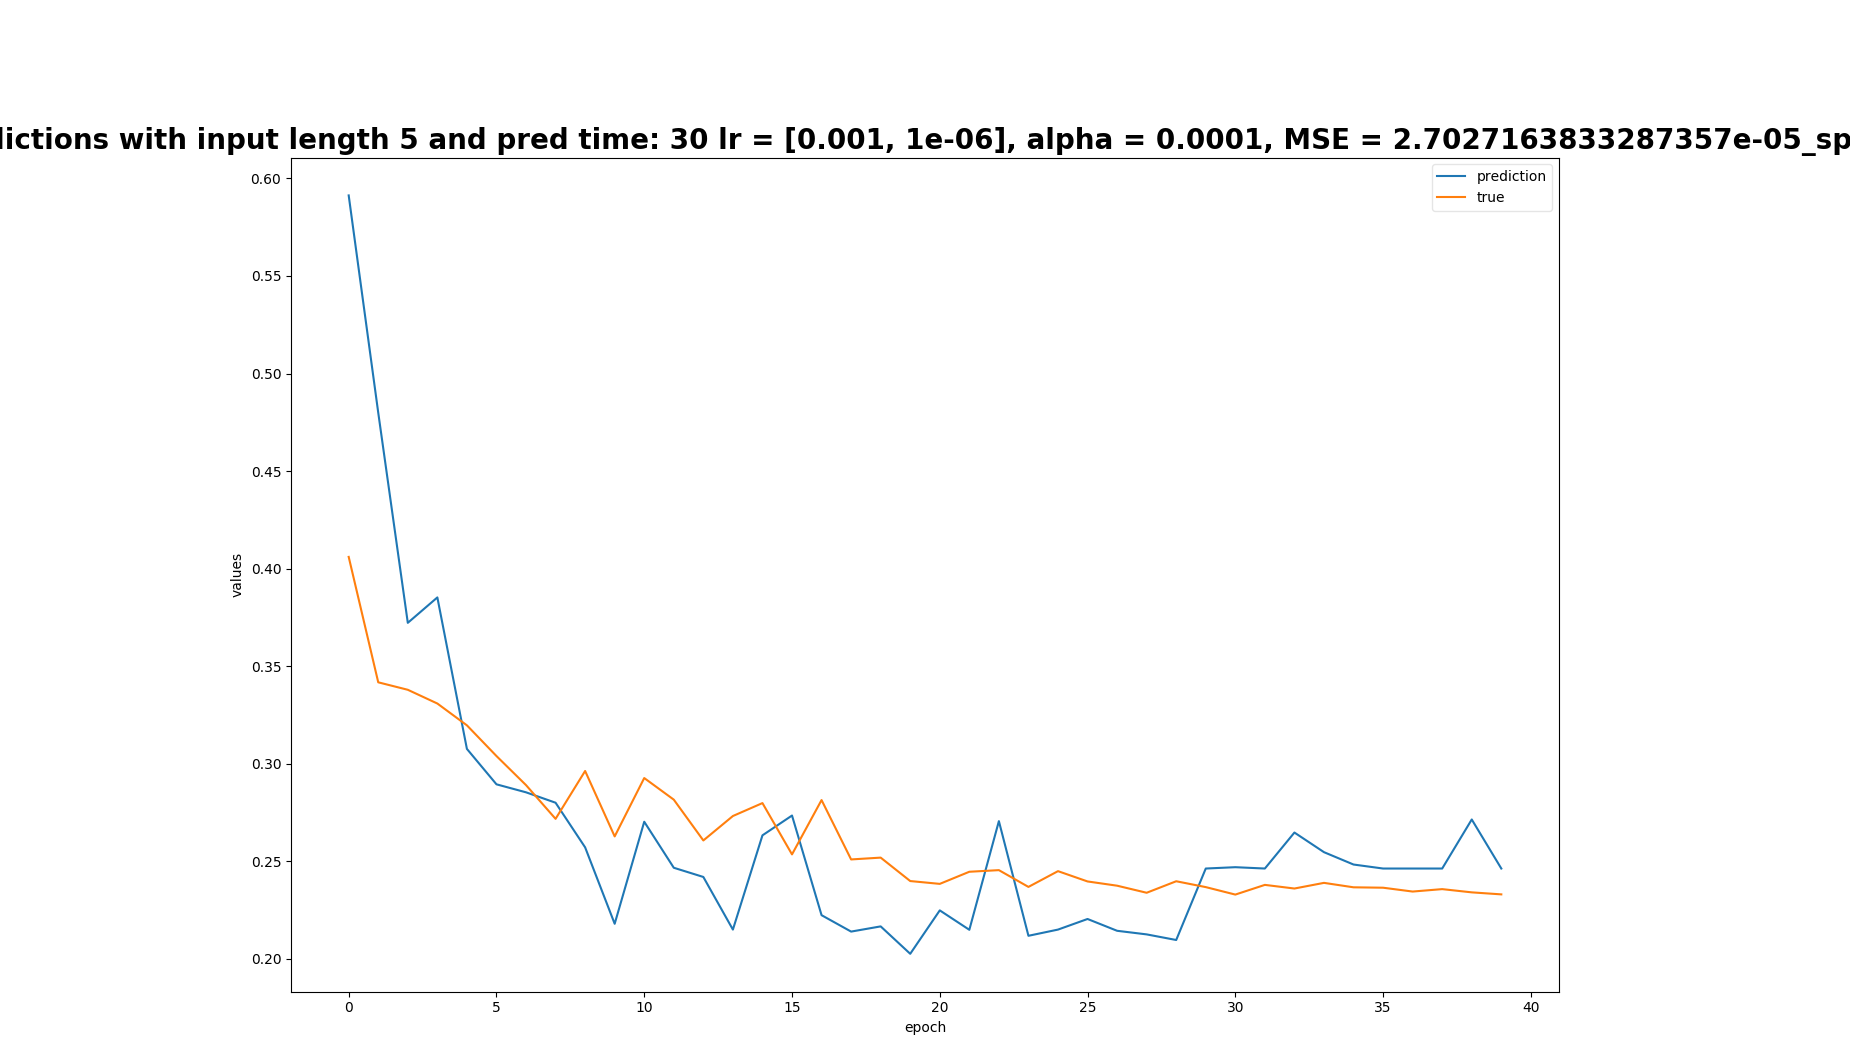 dictions with input length 5 and pred time: 30 lr = [0.001, 1e-06], alpha = 0.0001, MSE = 2.7027163833287357e-05_sp
prediction
true
0.60
0.55
0.50
0.45
0.40
0.35
0.30
0.25
0.20
values
0 5 10 15 20 25 30 35 40
epoch